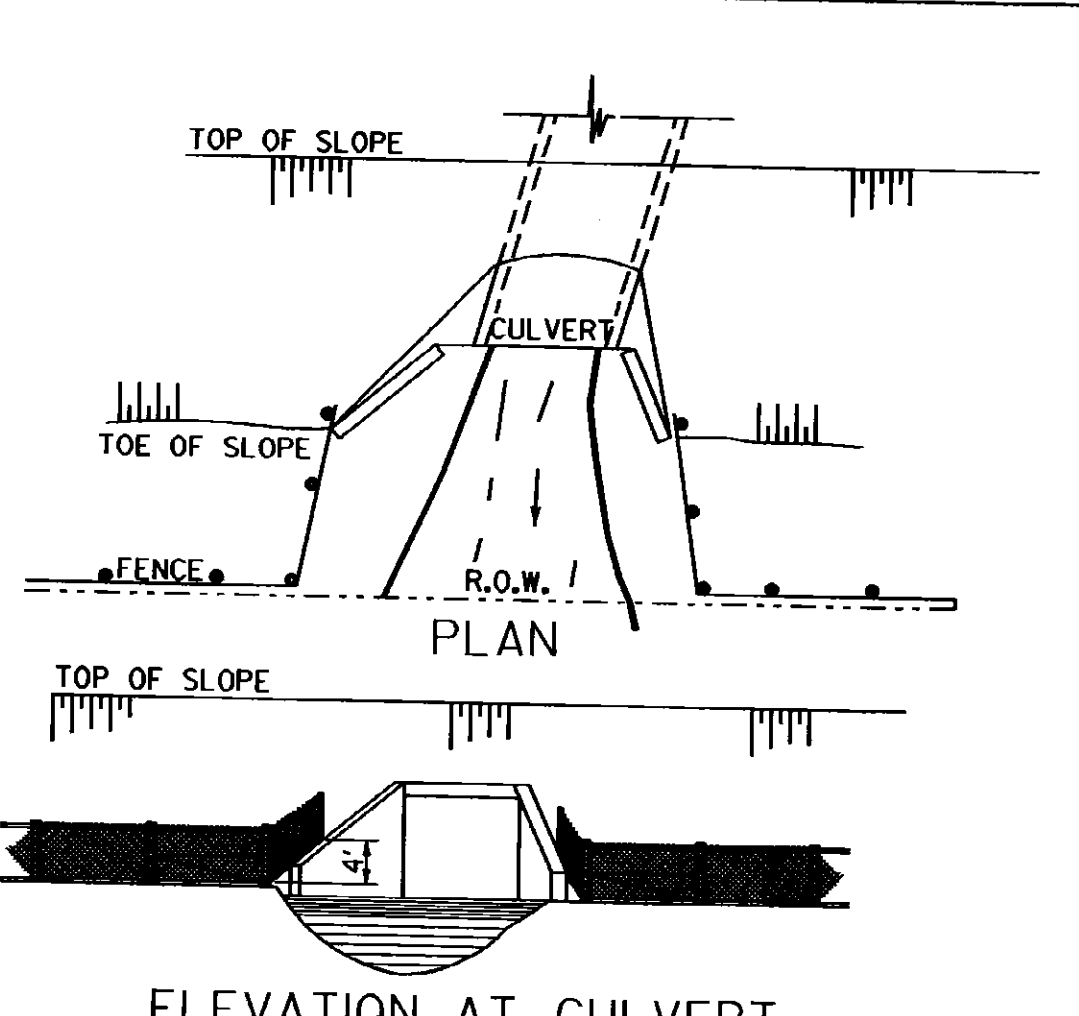 TOP OF SLOPE
CULVERT
TOE OF SLOPE
FENCE
R.O.W.
PLAN
TOP OF SLOPE
4'
ELEVATION AT CULVERT